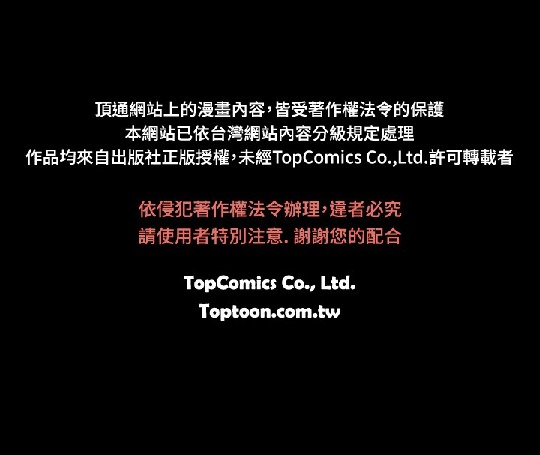 頂通網站上的漫畫內容，皆受著作權法令的保護
本網站已依台灣網站內容分級規定處理
作品均來自出版社正版授權，未經TopComics Co.,Ltd.許可轉載者
依侵犯著作權法令辦理，違者必究
請使用者特別注意. 謝謝您的配合
TopComics Co., Ltd.
Toptoon.com.tw